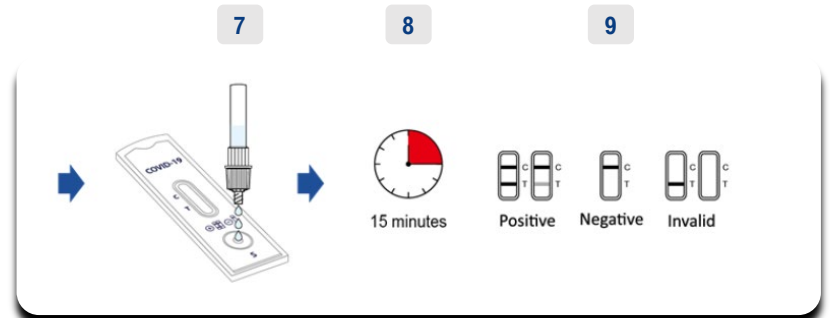 7
8
9
COVID-19
C
T
S
15 minutes
C
T
C
T
C
T
Positive
Negative
Invalid